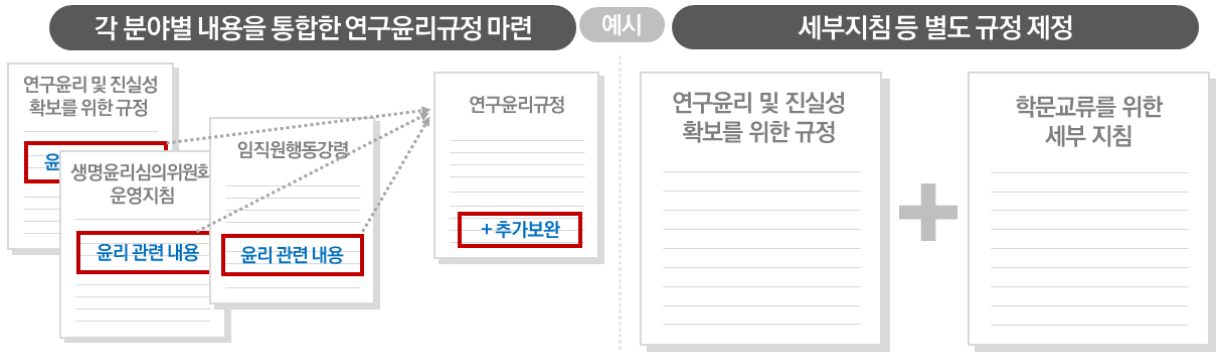 각 분야별 내용을 통합한 연구윤리규정 마련
예시
세부지침 등 별도 규정 제정
연구윤리 및 진실성
확보를 위한 규정
윤
생명윤리심의위원회
운영지침
윤리 관련 내용
임직원행동강령
윤리 관련 내용
연구윤리규정
+ 추가보완
연구윤리 및 진실성
확보를 위한 규정
학문교류를 위한
세부 지침